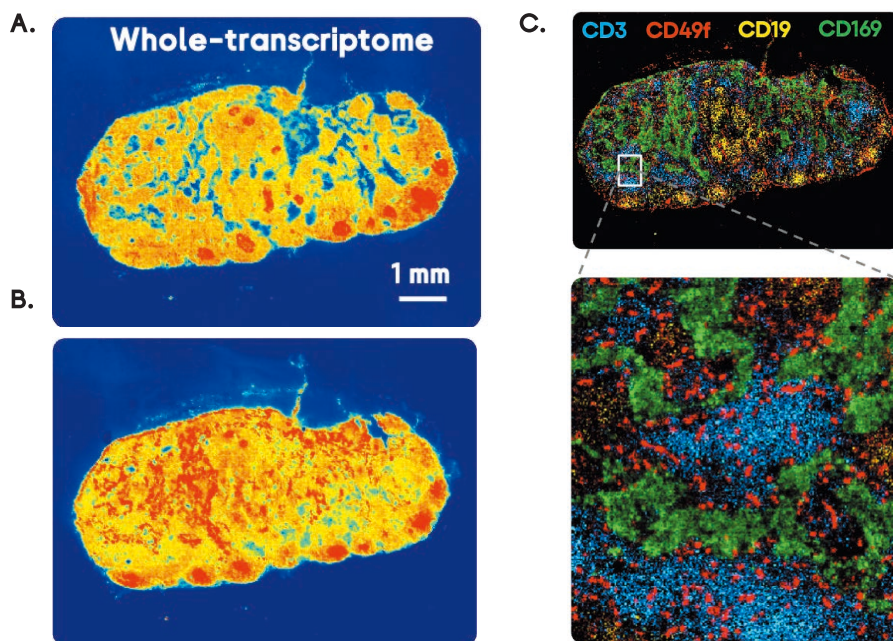 A.
Whole-transcriptome
1 mm
B.
C.
CD3 CD49f CD19 CD169